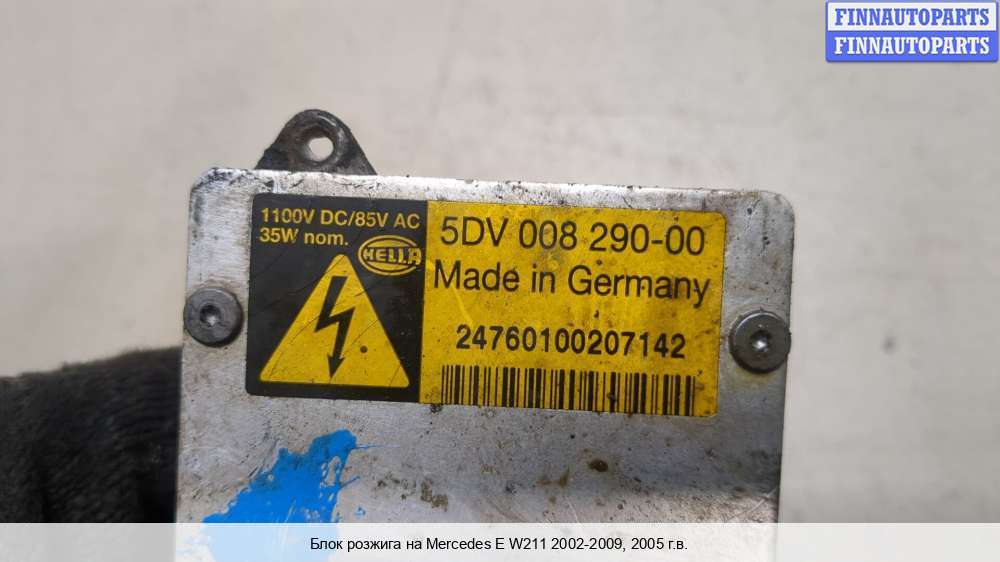 FINNAUTOPARTS
FINNAUTOPARTS
1100V DC/85V AC
35W nom.
HELLA
5DV 008 290-00
Made in Germany
24760100207142
Блок розжига на Mercedes E W211 2002-2009, 2005 г.в.